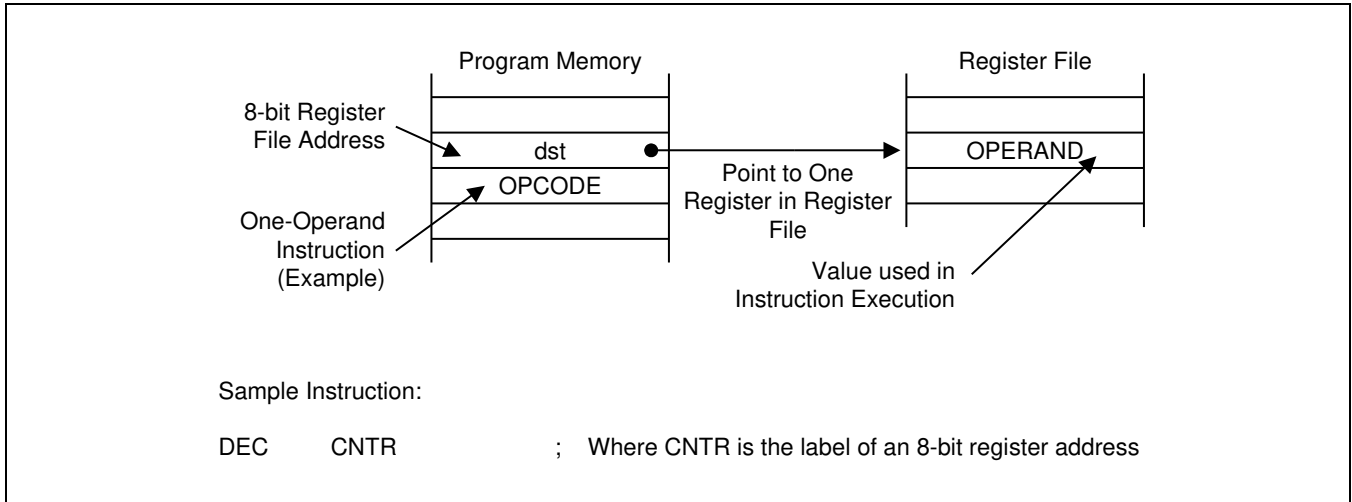 Program Memory
Register File
8-bit Register
File Address
dst
OPERAND
OPCODE
Point to One
Register in Register
File
One-Operand
Instruction
(Example)
Value used in
Instruction Execution
Sample Instruction:
DEC CNTR ; Where CNTR is the label of an 8-bit register address